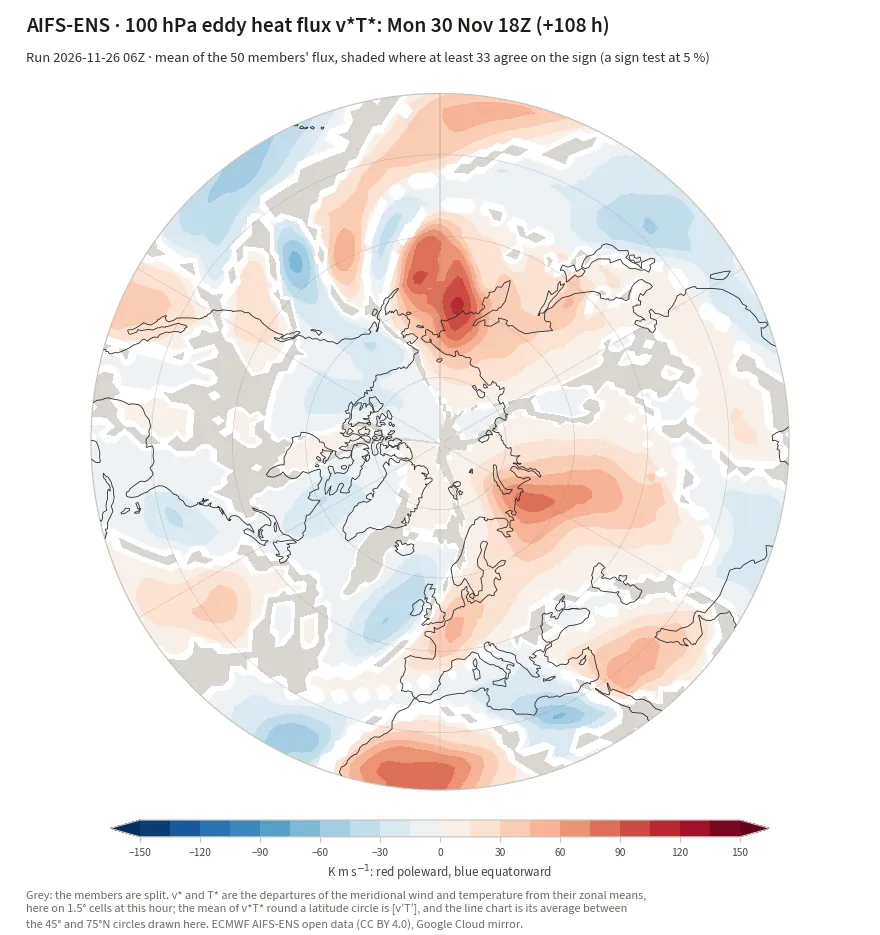 AIFS-ENS · 100 hPa eddy heat flux v*T*: Mon 30 Nov 18Z (+108 h)
Run 2026-11-26 06Z · mean of the 50 members' flux, shaded where at least 33 agree on the sign (a sign test at 5 %)
−150 −120 −90 −60 −30 0 30 60 90 120 150
K m s⁻¹: red poleward, blue equatorward
Grey: the members are split. v* and T* are the departures of the meridional wind and temperature from their zonal means,
here on 1.5° cells at this hour; the mean of v*T* round a latitude circle is [v′T′], and the line chart is its average between
the 45° and 75°N circles drawn here. ECMWF AIFS-ENS open data (CC BY 4.0), Google Cloud mirror.